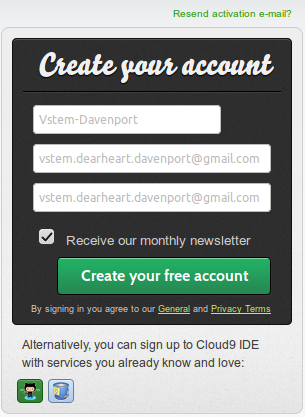 Resend activation e-mail?
Create your account
Vstem-Davenport
vstem.dearheart.davenport@gmail.com
vstem.dearheart.davenport@gmail.com
Receive our monthly newsletter
Create your free account
By signing in you agree to our General and Privacy Terms
Alternatively, you can sign up to Cloud9 IDE
with services you already know and love: